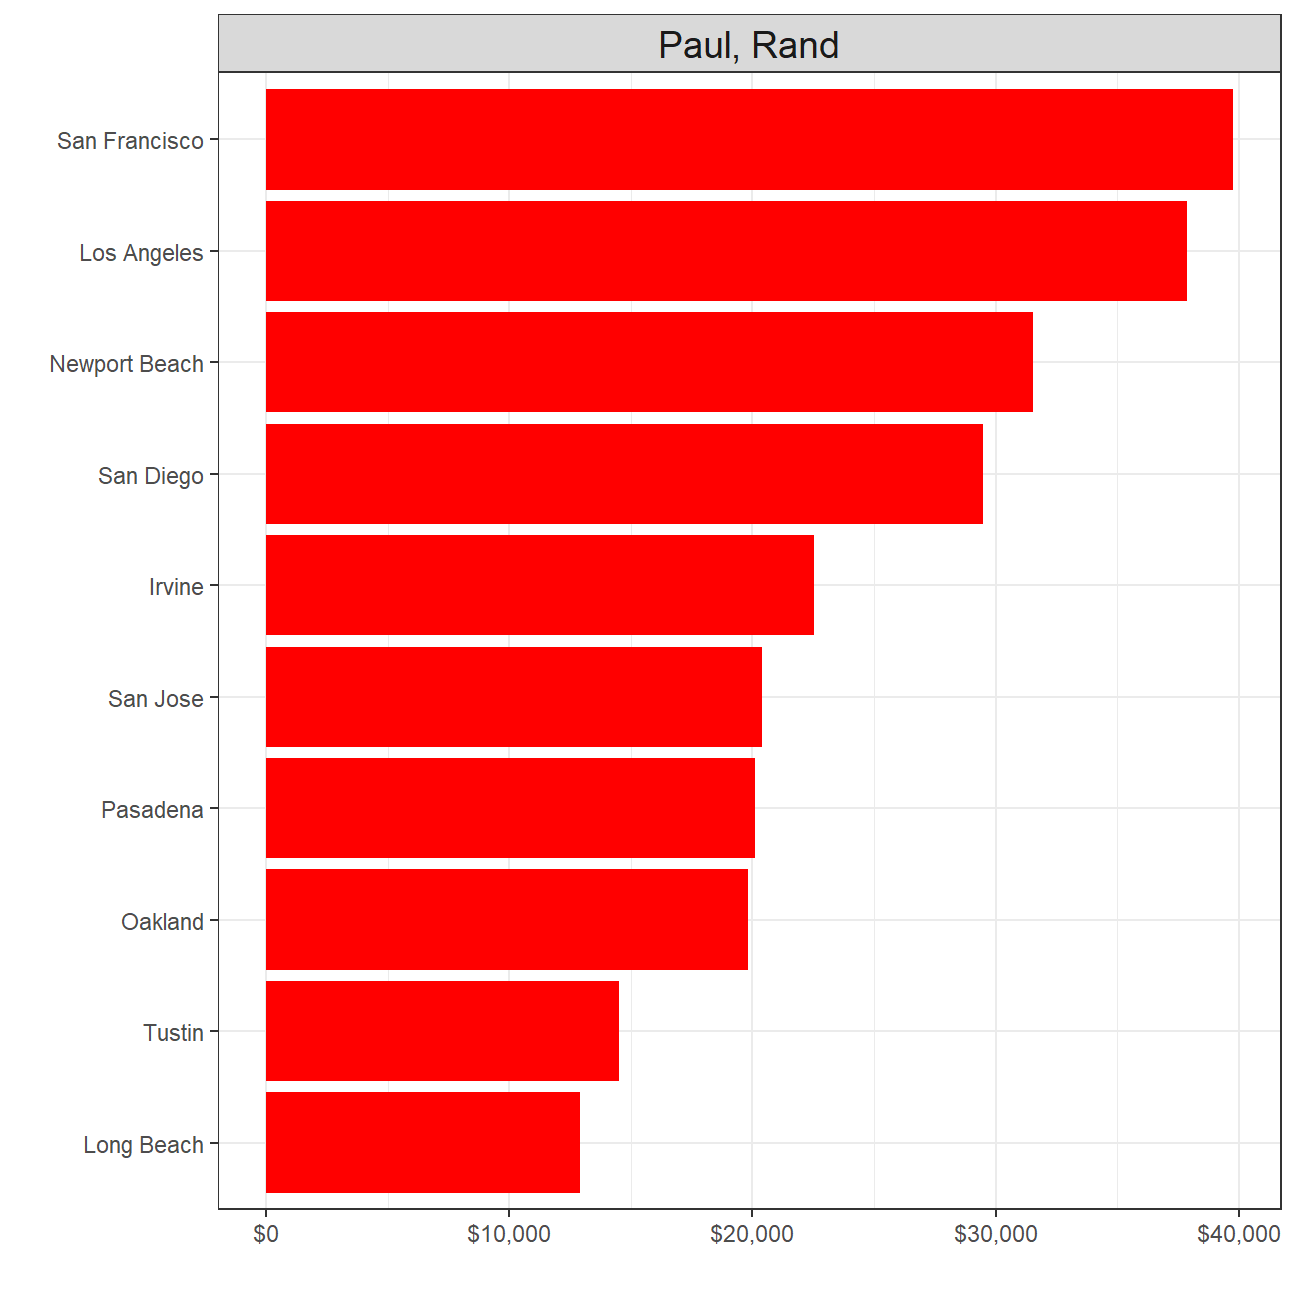 Paul, Rand
San Francisco
Los Angeles
Newport Beach
San Diego
Irvine
San Jose
Pasadena
Oakland
Tustin
Long Beach
$0 $10,000 $20,000 $30,000 $40,000